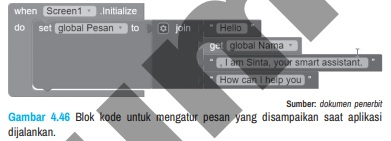 when Screen1 .Initialize
do set global Pesan to join " Hello "
get global Nama
" , I am Sinta, your smart assistant. "
" How can I help you "
Sumber: dokumen penerbit
Gambar 4.46 Blok kode untuk mengatur pesan yang disampaikan saat aplikasi
dijalankan.